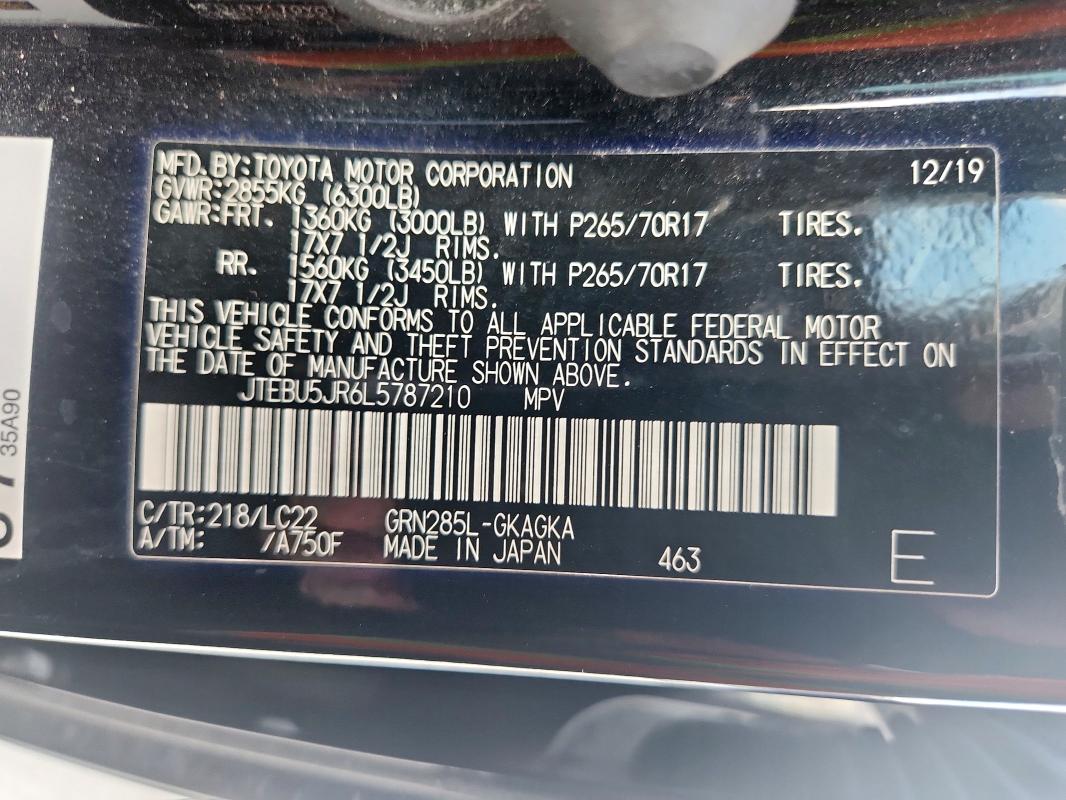 MFD.BY:TOYOTA MOTOR CORPORATION 12/19
GVWR:2855KG (6300LB)
GAWR:FRT. 1360KG (3000LB) WITH P265/70R17 TIRES.
17X7 1/2J RIMS.
RR. 1560KG (3450LB) WITH P265/70R17 TIRES.
17X7 1/2J RIMS.
THIS VEHICLE CONFORMS TO ALL APPLICABLE FEDERAL MOTOR
VEHICLE SAFETY AND THEFT PREVENTION STANDARDS IN EFFECT ON
THE DATE OF MANUFACTURE SHOWN ABOVE.
JTEBU5JR6L5787210 MPV
C/TR:218/LC22 GRN285L-GKAGKA
A/TM: /A750F MADE IN JAPAN 463 E
35A90